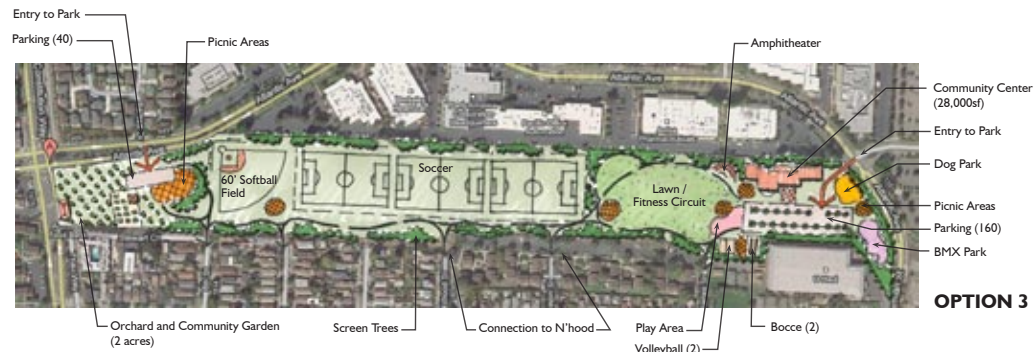 Entry to Park
Parking (40)
Picnic Areas
Amphitheater
Community Center
(28,000sf)
Entry to Park
Dog Park
Picnic Areas
Parking (160)
BMX Park
Atlantic Ave
60' Softball
Field
Soccer
Lawn /
Fitness Circuit
OPTION 3
Orchard and Community Garden
(2 acres)
Screen Trees
Connection to N'hood
Play Area
Volleyball (2)
Bocce (2)